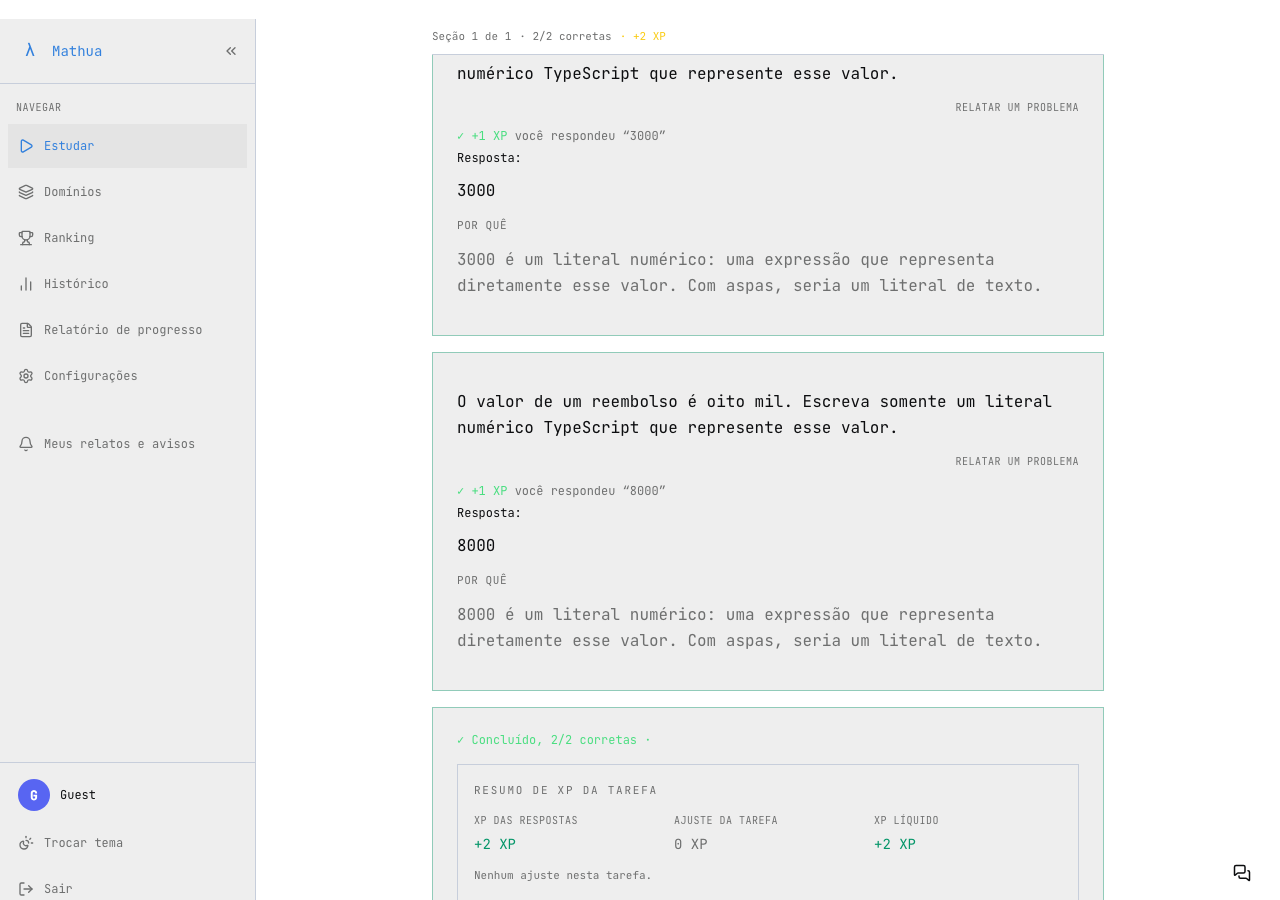 λ Mathua
NAVEGAR
Estudar
Domínios
Ranking
Histórico
Relatório de progresso
Configurações
Meus relatos e avisos
G Guest
Trocar tema
Sair
Seção 1 de 1 · 2/2 corretas · +2 XP
numérico TypeScript que represente esse valor.
RELATAR UM PROBLEMA
✓ +1 XP você respondeu “3000”
Resposta:
3000
POR QUÊ
3000 é um literal numérico: uma expressão que representa
diretamente esse valor. Com aspas, seria um literal de texto.
O valor de um reembolso é oito mil. Escreva somente um literal
numérico TypeScript que represente esse valor.
RELATAR UM PROBLEMA
✓ +1 XP você respondeu “8000”
Resposta:
8000
POR QUÊ
8000 é um literal numérico: uma expressão que representa
diretamente esse valor. Com aspas, seria um literal de texto.
✓ Concluído, 2/2 corretas ·
RESUMO DE XP DA TAREFA
XP DAS RESPOSTAS AJUSTE DA TAREFA XP LÍQUIDO
+2 XP 0 XP +2 XP
Nenhum ajuste nesta tarefa.